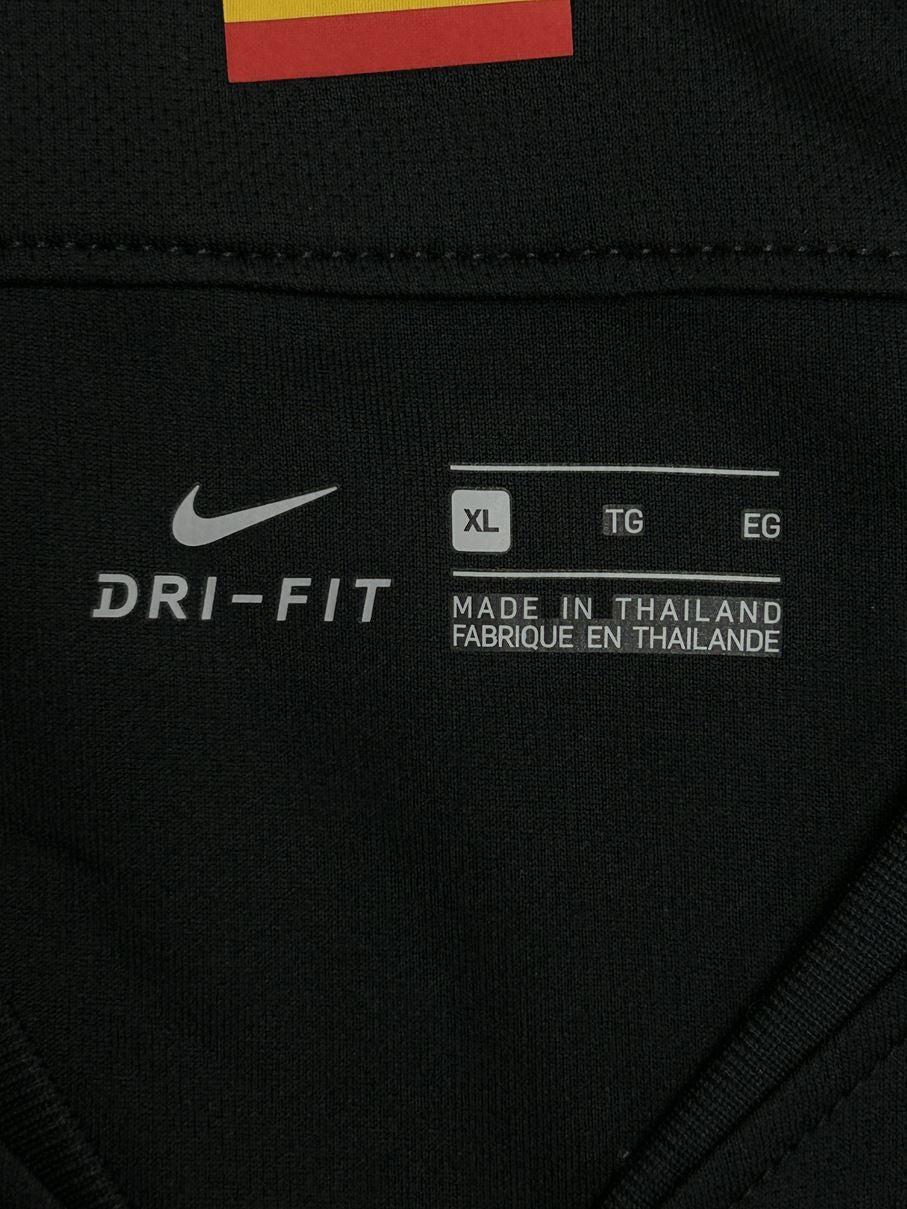 DRI-FIT
XL TG EG
MADE IN THAILAND
FABRIQUE EN THAILANDE